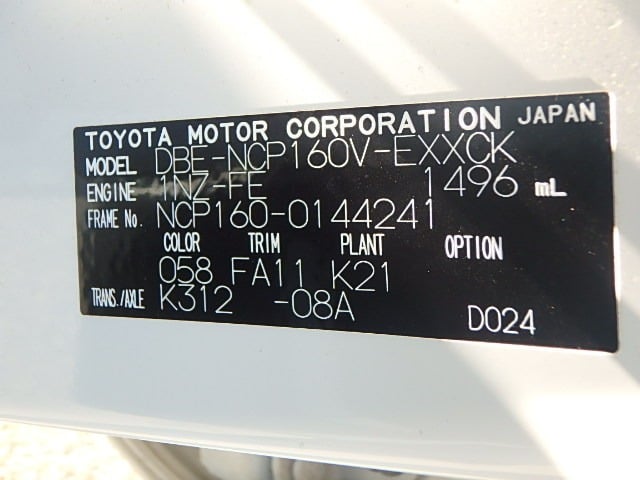 TOYOTA MOTOR CORPORATION JAPAN
MODEL DBE-NCP160V-EXXCK
ENGINE 1NZ-FE 1496 mL
FRAME No. NCP160-0144241
COLOR TRIM PLANT OPTION
058 FA11 K21
TRANS./AXLE K312 -08A
D024